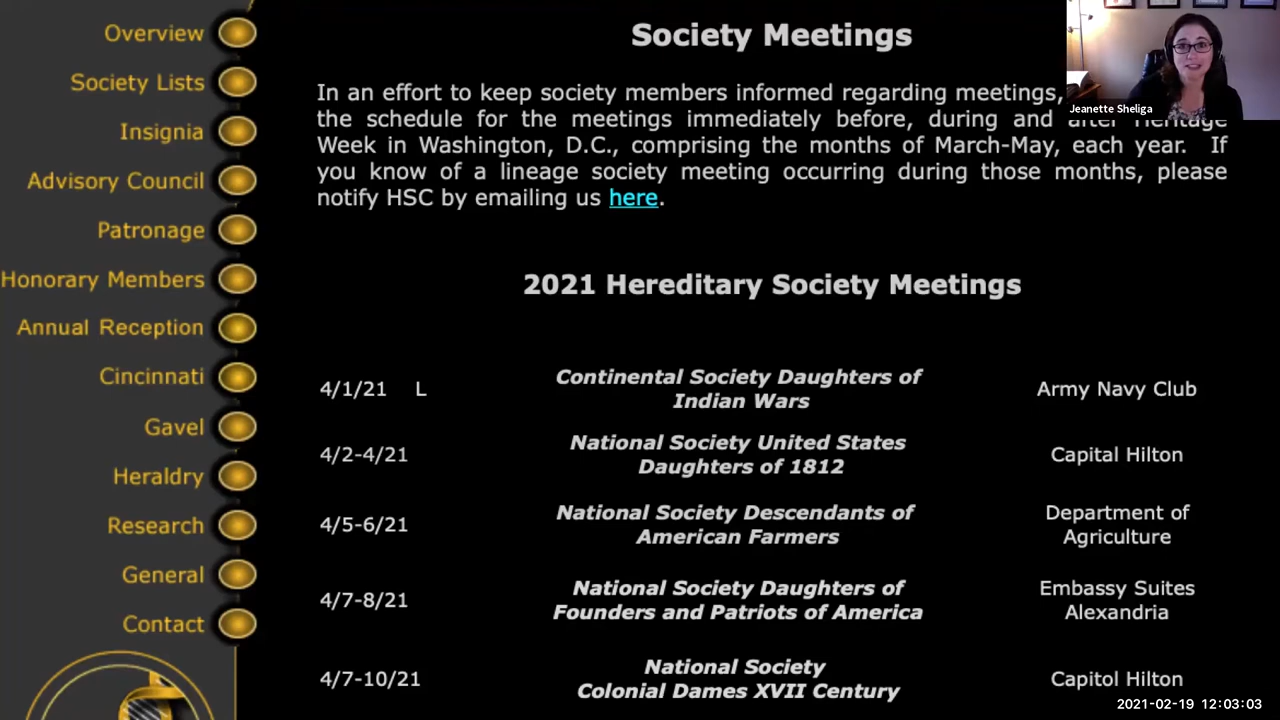 Overview
Society Lists
Insignia
Advisory Council
Patronage
Honorary Members
Annual Reception
Cincinnati
Gavel
Heraldry
Research
General
Contact
Society Meetings
In an effort to keep society members informed regarding meetings,
the schedule for the meetings immediately before, during and after Heritage
Week in Washington, D.C., comprising the months of March-May, each year. If
you know of a lineage society meeting occurring during those months, please
notify HSC by emailing us here.
2021 Hereditary Society Meetings
4/1/21 L Continental Society Daughters of Indian Wars Army Navy Club
4/2-4/21 National Society United States Daughters of 1812 Capital Hilton
4/5-6/21 National Society Descendants of American Farmers Department of Agriculture
4/7-8/21 National Society Daughters of Founders and Patriots of America Embassy Suites Alexandria
4/7-10/21 National Society Colonial Dames XVII Century Capitol Hilton
Jeanette Sheliga
2021-02-19 12:03:03